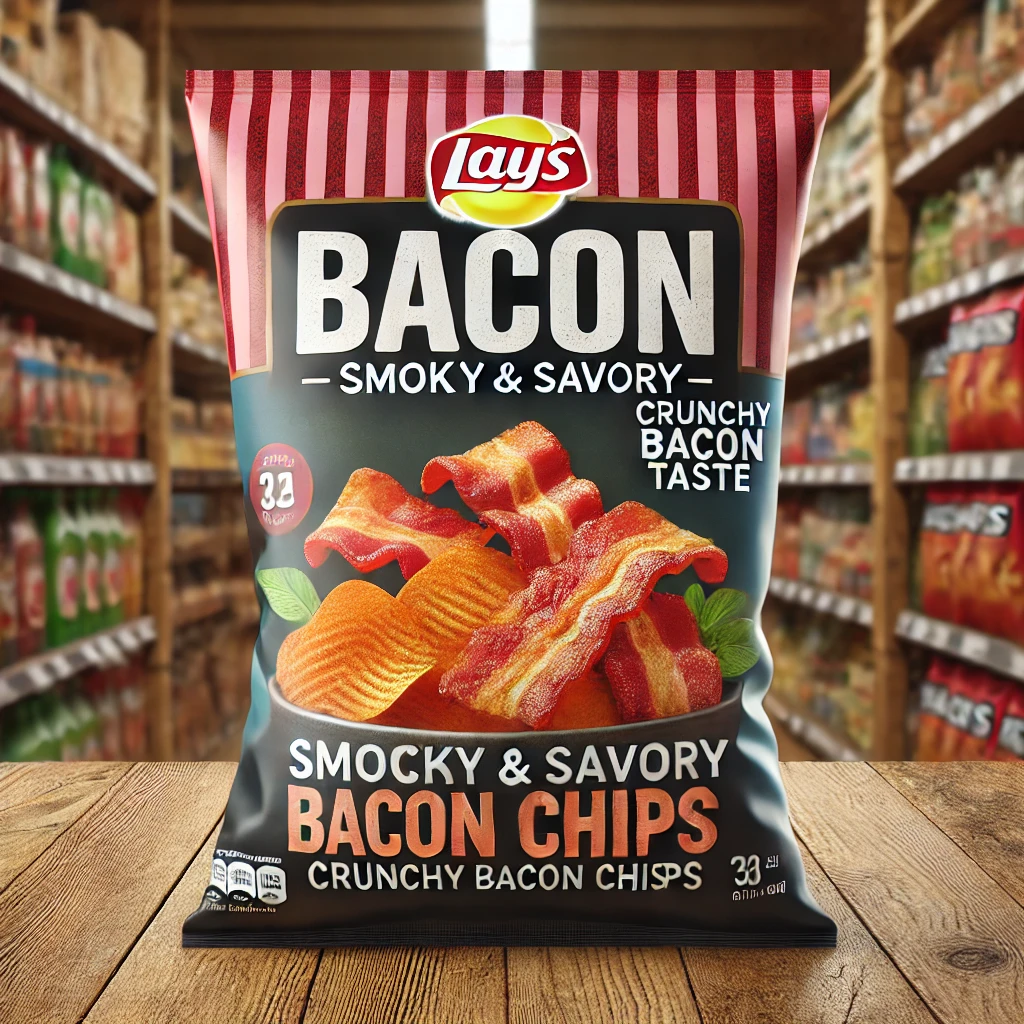 Lay's
BACON
– SMOKY & SAVORY –
CRUNCHY
BACON
TASTE
SMOCKY & SAVORY
BACON CHIPS
CRUNCHY BACON CHISPS